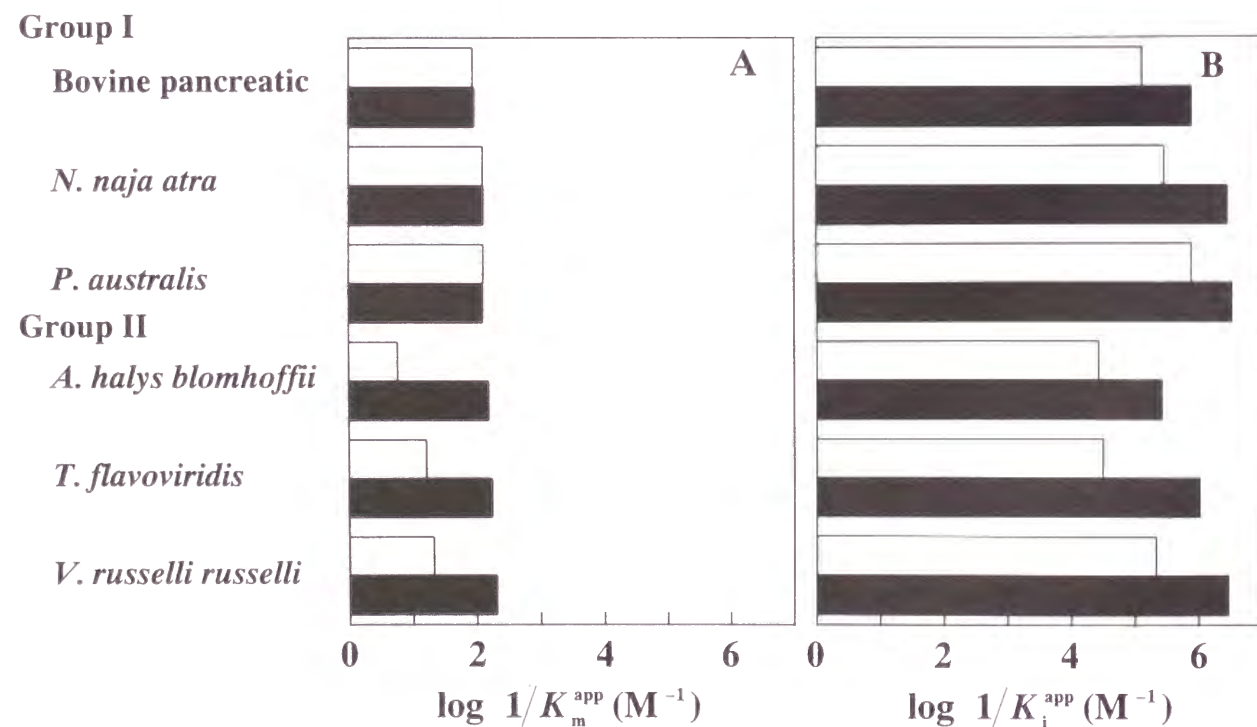 Group I
Bovine pancreatic
N. naja atra
P. australis
Group II
A. halys blomhoffii
T. flavoviridis
V. russelli russelli
A
B
0 2 4 6
0 2 4 6
log 1/K_m^app (M^-1)
log 1/K_i^app (M^-1)